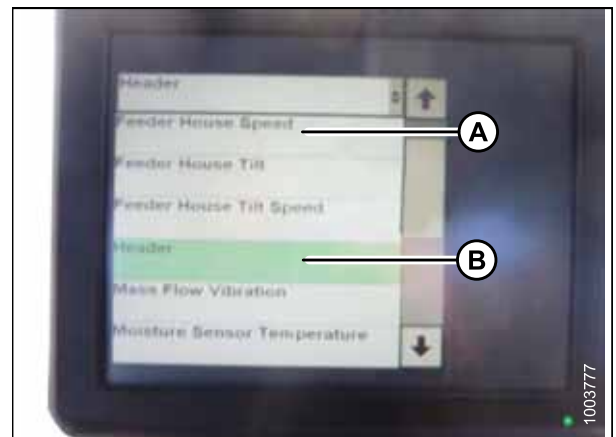 Header
Feeder House Speed
A
Feeder House Tilt
Feeder House Tilt Speed
Header
B
Mass Flow Vibration
Moisture Sensor Temperature
1003777